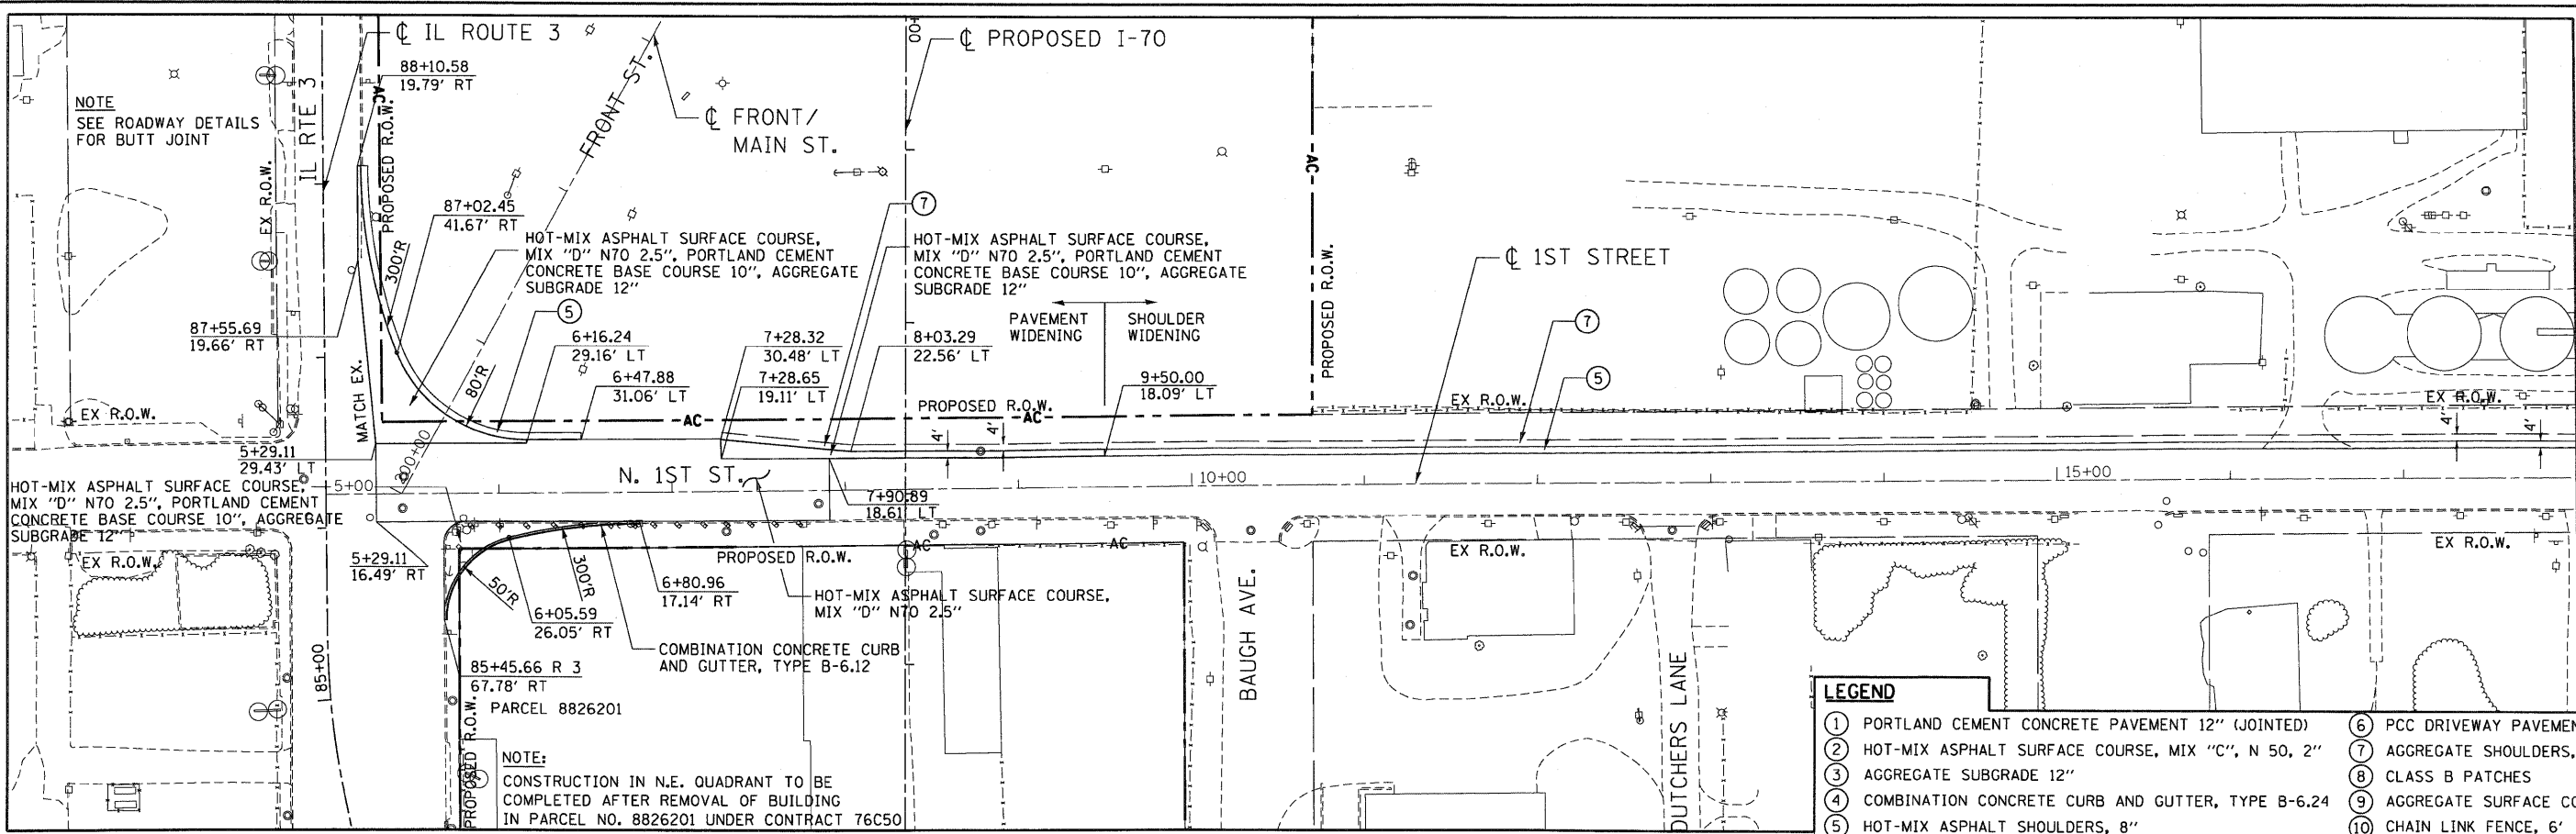 ℄ IL ROUTE 3
℄ PROPOSED I-70
+00
88+10.58
19.79' RT
NOTE
SEE ROADWAY DETAILS
FOR BUTT JOINT
IL RTE 3
EX R.O.W.
AC
PROPOSED R.O.W.
FRONT ST.
℄ FRONT/
MAIN ST.
AC
87+02.45
41.67' RT
7
300'R
HOT-MIX ASPHALT SURFACE COURSE,
MIX "D" N70 2.5", PORTLAND CEMENT
CONCRETE BASE COURSE 10", AGGREGATE
SUBGRADE 12"
HOT-MIX ASPHALT SURFACE COURSE,
MIX "D" N70 2.5", PORTLAND CEMENT
CONCRETE BASE COURSE 10", AGGREGATE
SUBGRADE 12"
℄ 1ST STREET
PROPOSED R.O.W.
87+55.69
19.66' RT
5
PAVEMENT
WIDENING
SHOULDER
WIDENING
7
6+16.24
29.16' LT
7+28.32
30.48' LT
8+03.29
22.56' LT
80'R
6+47.88
31.06' LT
7+28.65
19.11' LT
9+50.00
18.09' LT
5
MATCH EX.
EX R.O.W.
AC
PROPOSED R.O.W.
AC
EX R.O.W.
EX R.O.W.
4'
4'
4'
4'
5+29.11
29.43' LT
200+00
N. 1ST ST.
5+00
10+00
15+00
HOT-MIX ASPHALT SURFACE COURSE,
MIX "D" N70 2.5", PORTLAND CEMENT
CONCRETE BASE COURSE 10", AGGREGATE
SUBGRADE 12"
7+90.89
18.61' LT
EX R.O.W.
5+29.11
16.49' RT
PROPOSED R.O.W.
AC
AC
EX R.O.W.
EX R.O.W.
50'R
300'R
6+80.96
17.14' RT
HOT-MIX ASPHALT SURFACE COURSE,
MIX "D" N70 2.5"
6+05.59
26.05' RT
COMBINATION CONCRETE CURB
AND GUTTER, TYPE B-6.12
85+00
85+45.66 R 3
67.78' RT
PARCEL 8826201
BAUGH AVE.
DUTCHERS LANE
PROPOSED R.O.W.
NOTE:
CONSTRUCTION IN N.E. QUADRANT TO BE
COMPLETED AFTER REMOVAL OF BUILDING
IN PARCEL NO. 8826201 UNDER CONTRACT 76C50
LEGEND
1 PORTLAND CEMENT CONCRETE PAVEMENT 12" (JOINTED)
2 HOT-MIX ASPHALT SURFACE COURSE, MIX "C", N 50, 2"
3 AGGREGATE SUBGRADE 12"
4 COMBINATION CONCRETE CURB AND GUTTER, TYPE B-6.24
5 HOT-MIX ASPHALT SHOULDERS, 8"
6 PCC DRIVEWAY PAVEMEN
7 AGGREGATE SHOULDERS,
8 CLASS B PATCHES
9 AGGREGATE SURFACE CO
10 CHAIN LINK FENCE, 6'